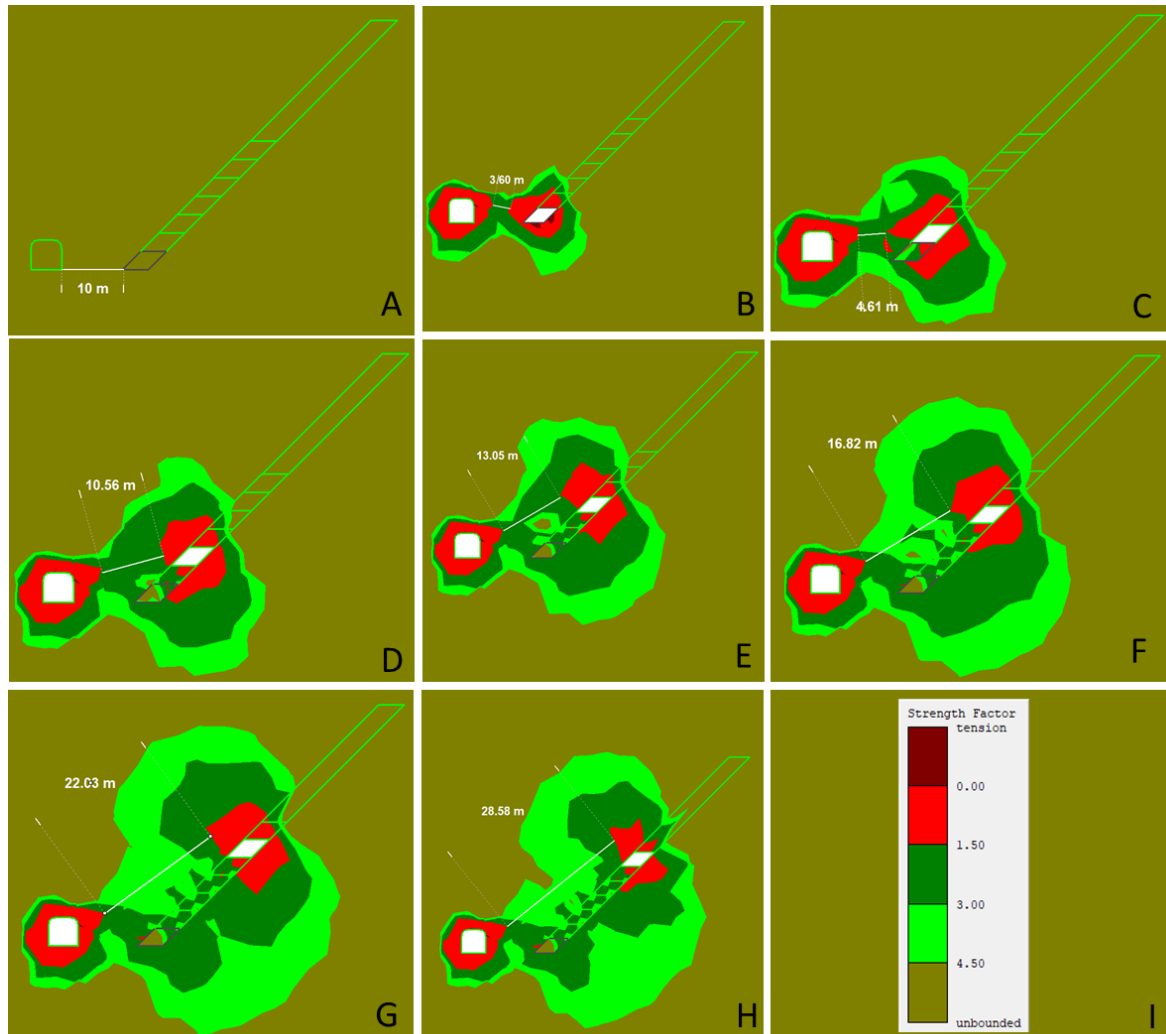 10 m
A
3.60 m
B
4.61 m
C
10.56 m
D
13.05 m
E
16.82 m
F
22.03 m
G
28.58 m
H
Strength Factor
tension
0.00
1.50
3.00
4.50
unbounded
I